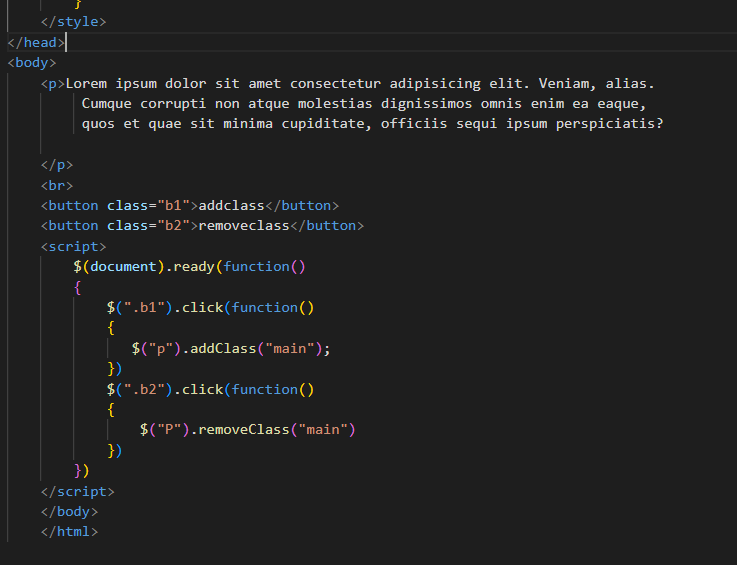 }
</style>
</head>
<body>
<p>Lorem ipsum dolor sit amet consectetur adipisicing elit. Veniam, alias.
Cumque corrupti non atque molestias dignissimos omnis enim ea eaque,
quos et quae sit minima cupiditate, officiis sequi ipsum perspiciatis?
</p>
<br>
<button class="b1">addclass</button>
<button class="b2">removeclass</button>
<script>
$(document).ready(function()
{
$(".b1").click(function()
{
$("p").addClass("main");
})
$(".b2").click(function()
{
$("P").removeClass("main")
})
})
</script>
</body>
</html>